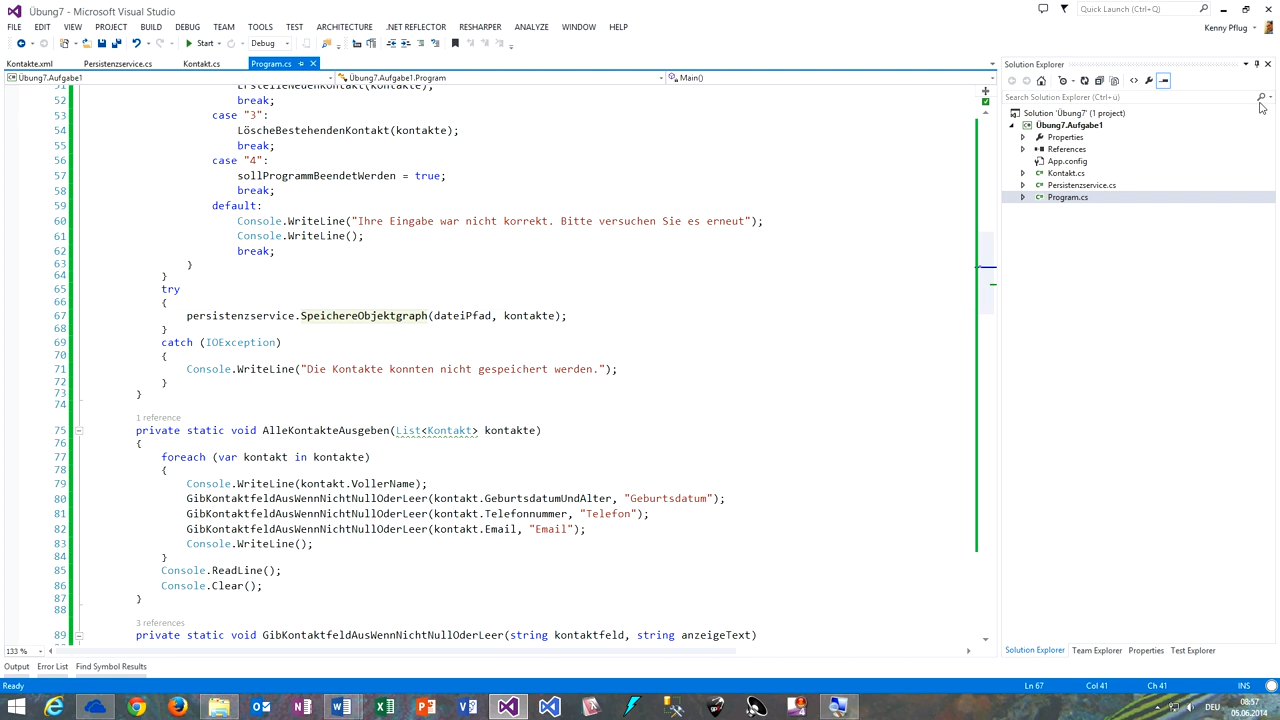 Übung7 - Microsoft Visual Studio
Quick Launch (Ctrl+Q)
FILE EDIT VIEW PROJECT BUILD DEBUG TEAM TOOLS TEST ARCHITECTURE .NET REFLECTOR RESHARPER ANALYZE WINDOW HELP
Kenny Pflug
Start Debug
Kontakte.xml Persistenzservice.cs Kontakt.cs Program.cs
Übung7.Aufgabe1 Übung7.Aufgabe1.Program Main()
51 ErstelleNeuenKontakt(kontakte);
52 break;
53 case "3":
54 LöscheBestehendenKontakt(kontakte);
55 break;
56 case "4":
57 sollProgrammBeendetWerden = true;
58 break;
59 default:
60 Console.WriteLine("Ihre Eingabe war nicht korrekt. Bitte versuchen Sie es erneut");
61 Console.WriteLine();
62 break;
63 }
64 }
65 try
66 {
67 persistenzservice.SpeichereObjektgraph(dateiPfad, kontakte);
68 }
69 catch (IOException)
70 {
71 Console.WriteLine("Die Kontakte konnten nicht gespeichert werden.");
72 }
73 }
74
1 reference
75 private static void AlleKontakteAusgeben(List<Kontakt> kontakte)
76 {
77 foreach (var kontakt in kontakte)
78 {
79 Console.WriteLine(kontakt.VollerName);
80 GibKontaktfeldAusWennNichtNullOderLeer(kontakt.GeburtsdatumUndAlter, "Geburtsdatum");
81 GibKontaktfeldAusWennNichtNullOderLeer(kontakt.Telefonnummer, "Telefon");
82 GibKontaktfeldAusWennNichtNullOderLeer(kontakt.Email, "Email");
83 Console.WriteLine();
84 }
85 Console.ReadLine();
86 Console.Clear();
87 }
88
3 references
89 private static void GibKontaktfeldAusWennNichtNullOderLeer(string kontaktfeld, string anzeigeText)
133 %
Solution Explorer
Search Solution Explorer (Ctrl+ü)
Solution 'Übung7' (1 project)
Übung7.Aufgabe1
Properties
References
App.config
Kontakt.cs
Persistenzservice.cs
Program.cs
Solution Explorer Team Explorer Properties Test Explorer
Output Error List Find Symbol Results
Ready Ln 67 Col 41 Ch 41 INS
DEU 08:57
05.06.2014